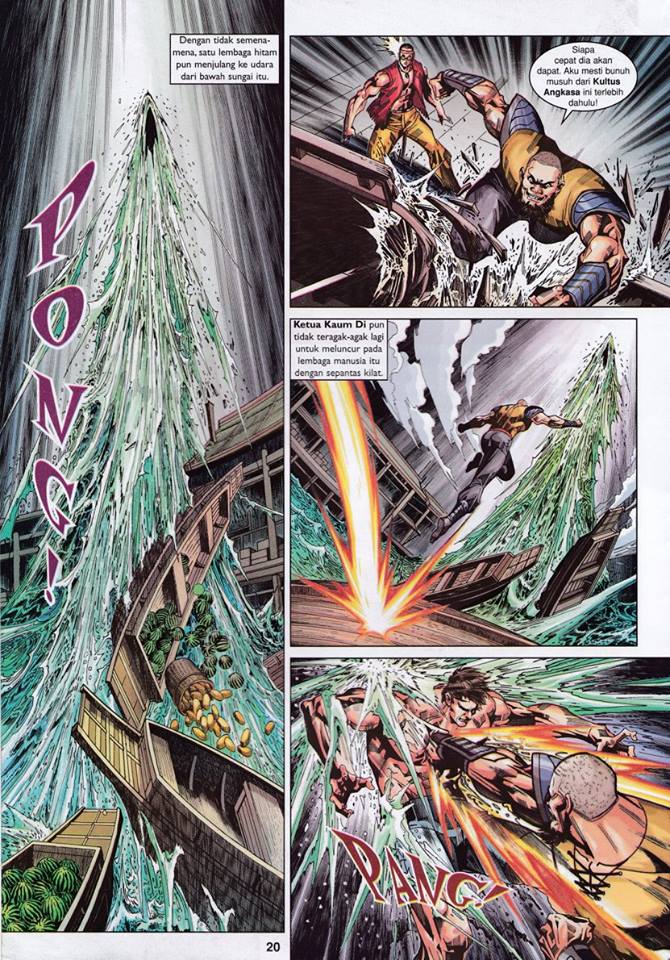 Dengan tidak semena-
mena, satu lembaga hitam
pun menjulang ke udara
dari bawah sungai itu.
PONG!
Siapa
cepat dia akan
dapat. Aku mesti bunuh
musuh dari Kultus
Angkasa ini terlebih
dahulu!
Ketua Kaum Di pun
tidak teragak-agak lagi
untuk meluncur pada
lembaga manusia itu
dengan sepantas kilat.
PANG!
20